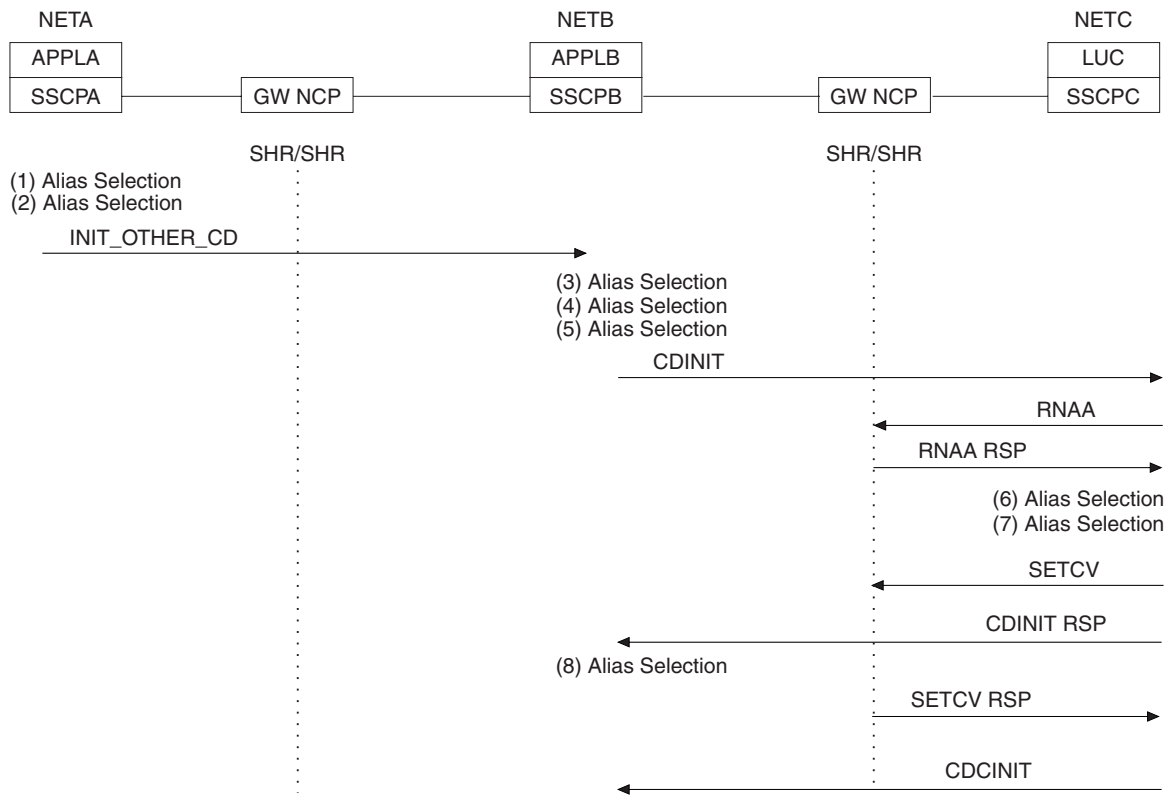 NETA NETB NETC
APPLA APPLB LUC
SSCPA GW NCP SSCPB GW NCP SSCPC
SHR/SHR SHR/SHR
(1) Alias Selection
(2) Alias Selection
INIT_OTHER_CD
(3) Alias Selection
(4) Alias Selection
(5) Alias Selection
CDINIT
RNAA
RNAA RSP
(6) Alias Selection
(7) Alias Selection
SETCV
CDINIT RSP
(8) Alias Selection
SETCV RSP
CDCINIT